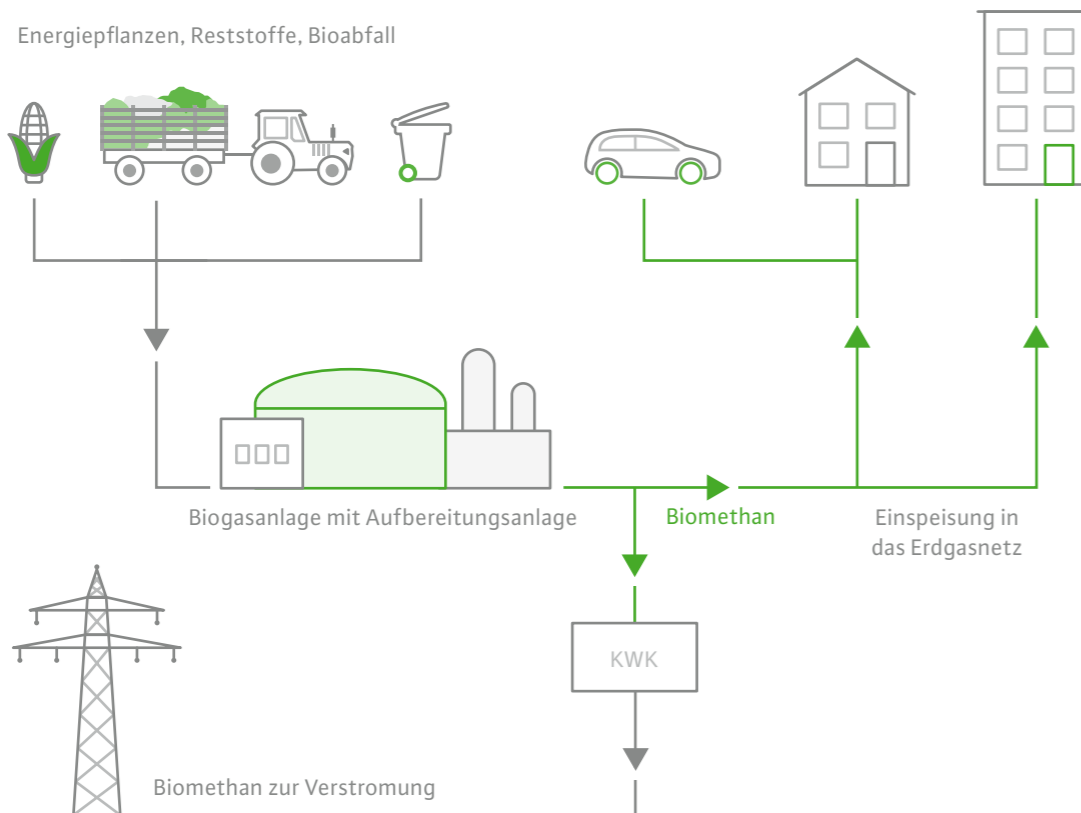 Energiepflanzen, Reststoffe, Bioabfall
Biogasanlage mit Aufbereitungsanlage
Biomethan
Einspeisung in
das Erdgasnetz
KWK
Biomethan zur Verstromung